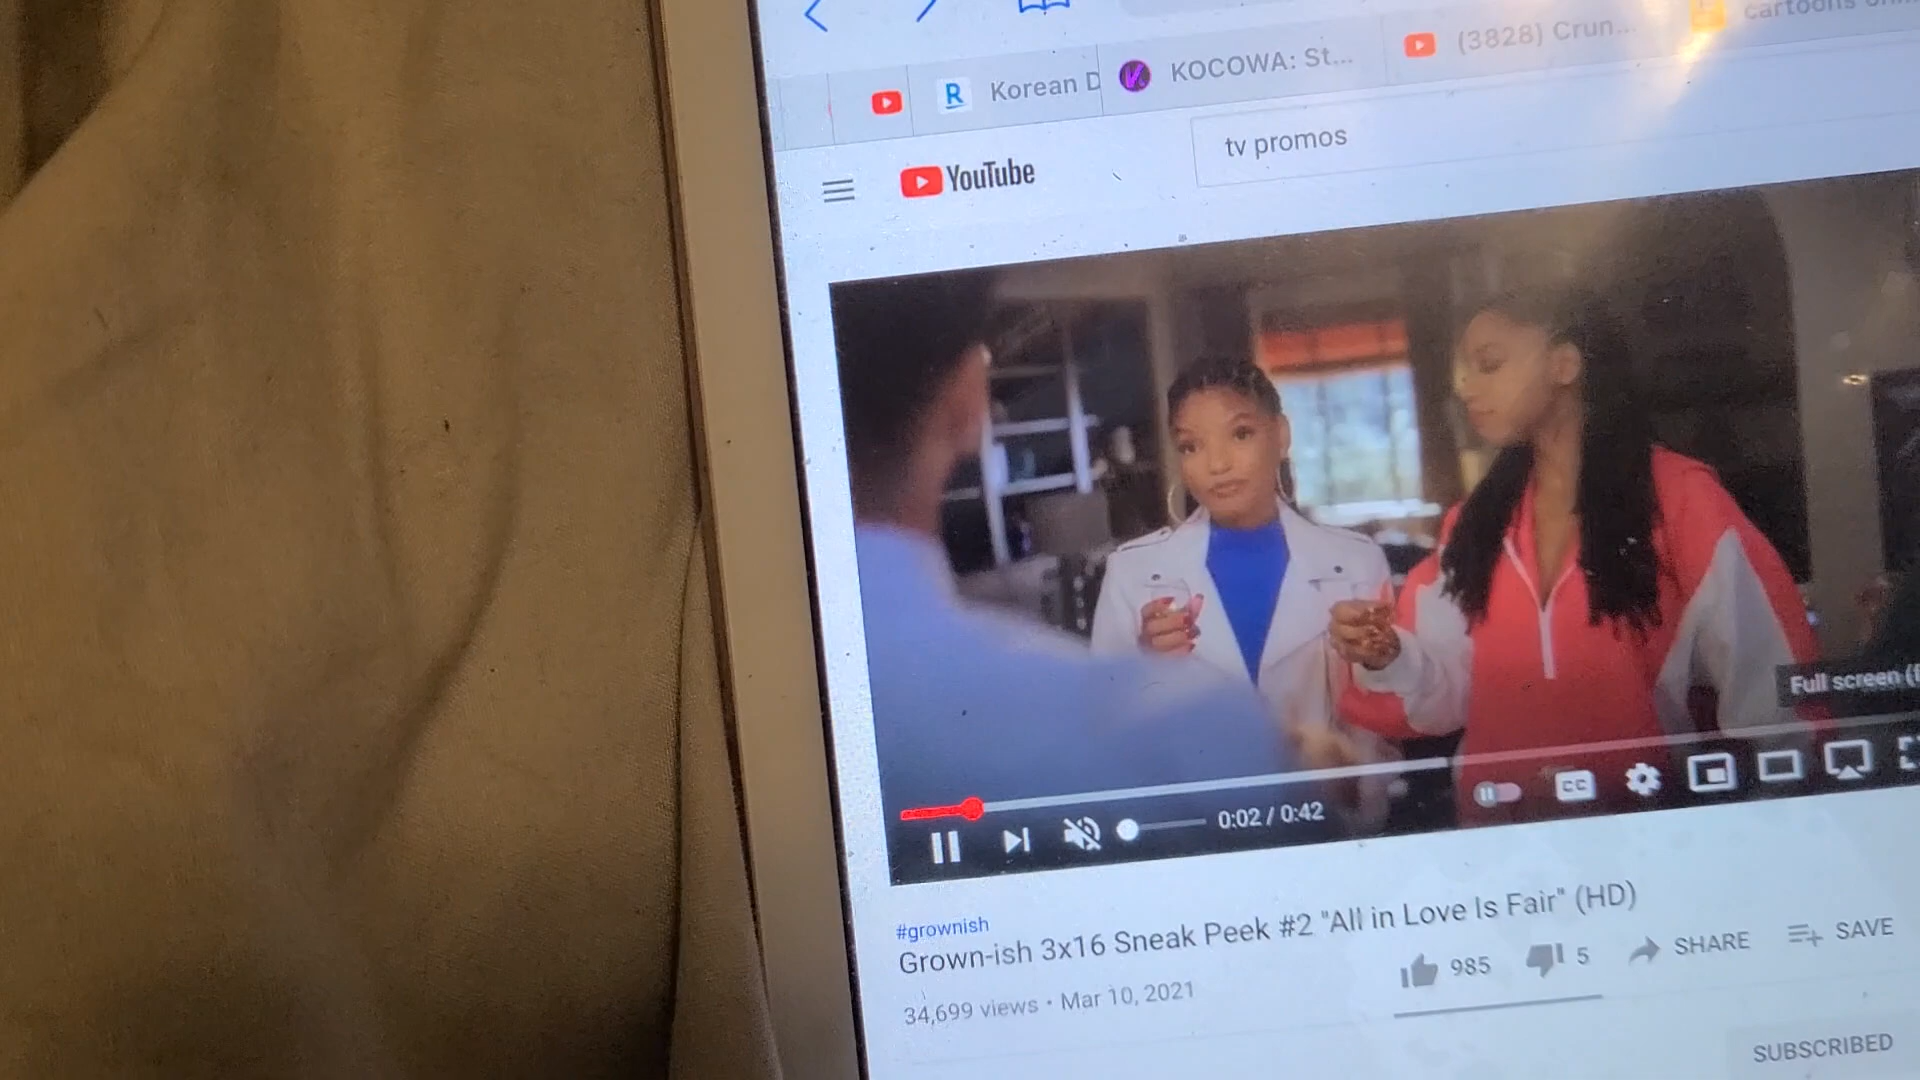 Korean D
KOCOWA: St...
(3828) Crun...
cartoons
YouTube
tv promos
Full screen (f
CC
0:02 / 0:42
#grownish
Grown-ish 3x16 Sneak Peek #2 "All in Love Is Fair" (HD)
34,699 views · Mar 10, 2021
985
5
SHARE
SAVE
SUBSCRIBED